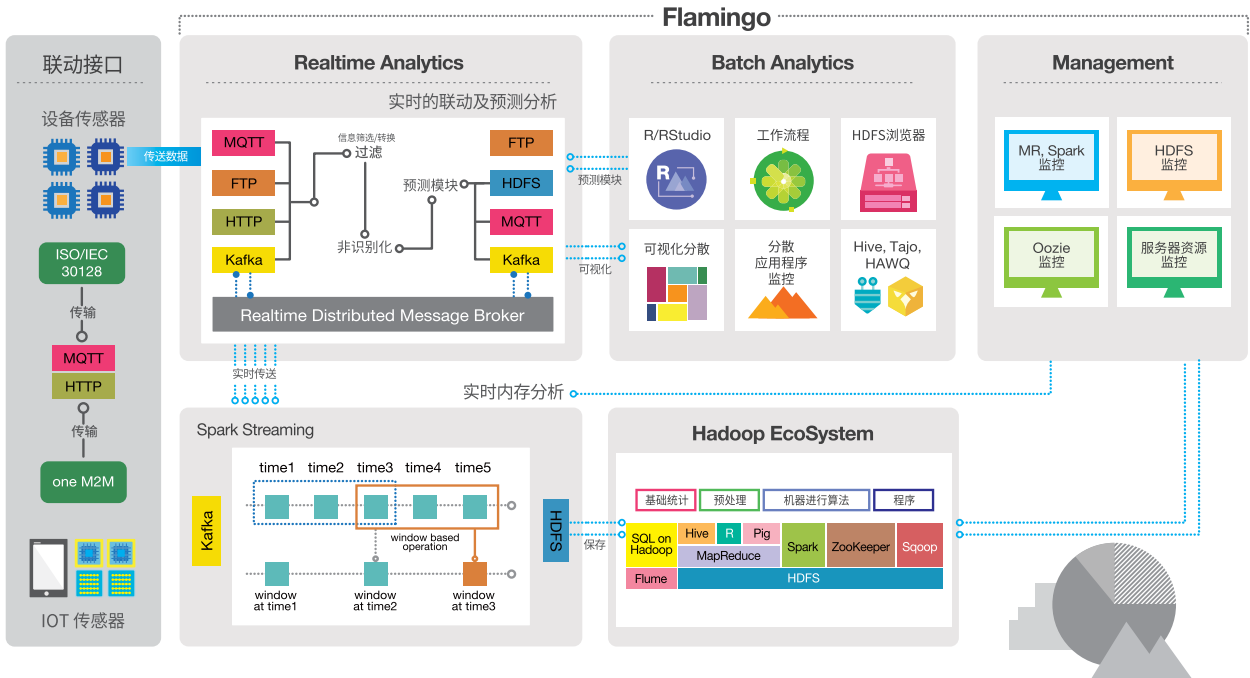 Flamingo
联动接口
设备传感器
传送数据
ISO/IEC
30128
传输
MQTT
HTTP
传输
one M2M
IOT 传感器
Realtime Analytics
实时的联动及预测分析
MQTT
FTP
HTTP
Kafka
信息筛选/转换
过滤
非识别化
预测模块
FTP
HDFS
MQTT
Kafka
Realtime Distributed Message Broker
预测模块
可视化
Batch Analytics
R/RStudio
R
工作流程
HDFS浏览器
可视化分散
分散
应用程序
监控
Hive, Tajo,
HAWQ
Management
MR, Spark
监控
HDFS
监控
Oozie
监控
服务器资源
监控
实时传送
实时内存分析
Spark Streaming
Kafka
time1
time2
time3
time4
time5
window based
operation
window
at time1
window
at time2
window
at time3
HDFS
保存
Hadoop EcoSystem
基础统计
预处理
机器进行算法
程序
SQL on
Hadoop
Hive
R
Pig
MapReduce
Spark
ZooKeeper
Sqoop
Flume
HDFS